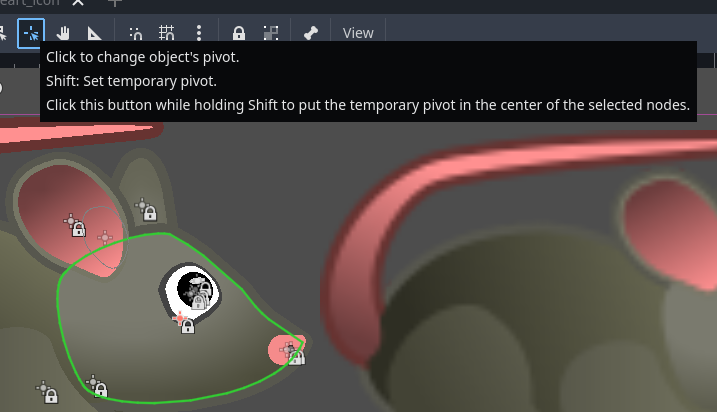 eart_icon
View
Click to change object's pivot.
Shift: Set temporary pivot.
Click this button while holding Shift to put the temporary pivot in the center of the selected nodes.